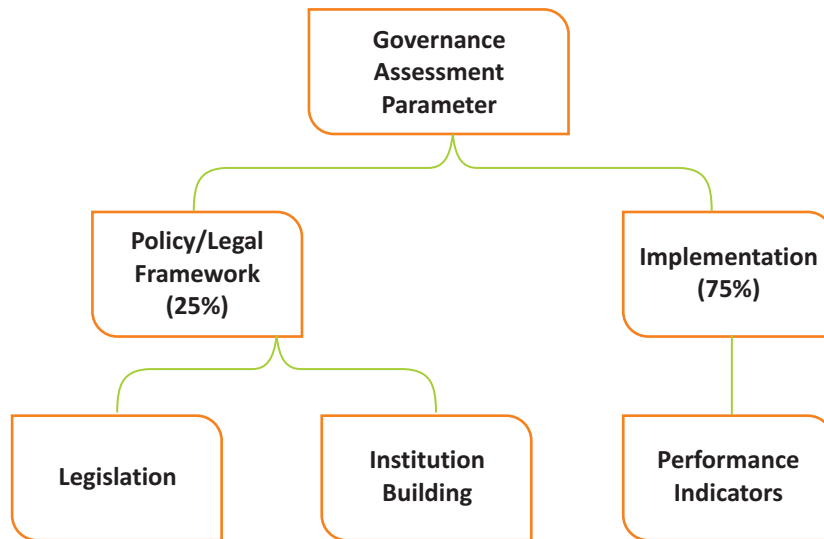 Governance
Assessment
Parameter
Policy/Legal
Framework
(25%)
Implementation
(75%)
Legislation
Institution
Building
Performance
Indicators